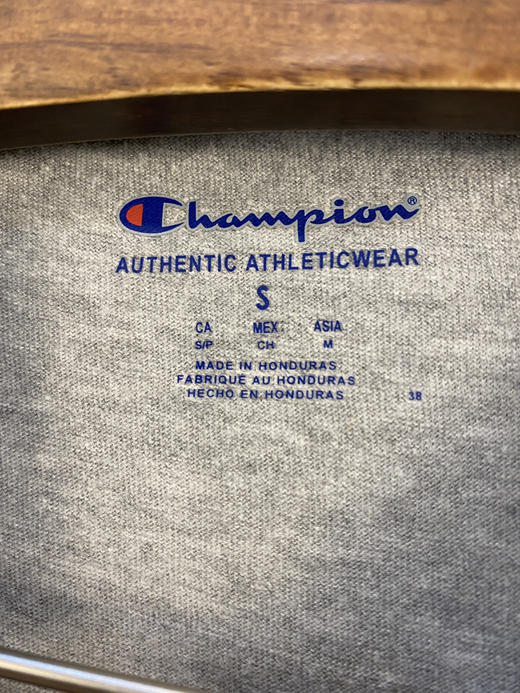 Champion®
AUTHENTIC ATHLETICWEAR
S
CA MEX ASIA
S/P CH M
MADE IN HONDURAS
FABRIQUÉ AU HONDURAS
HECHO EN HONDURAS 38